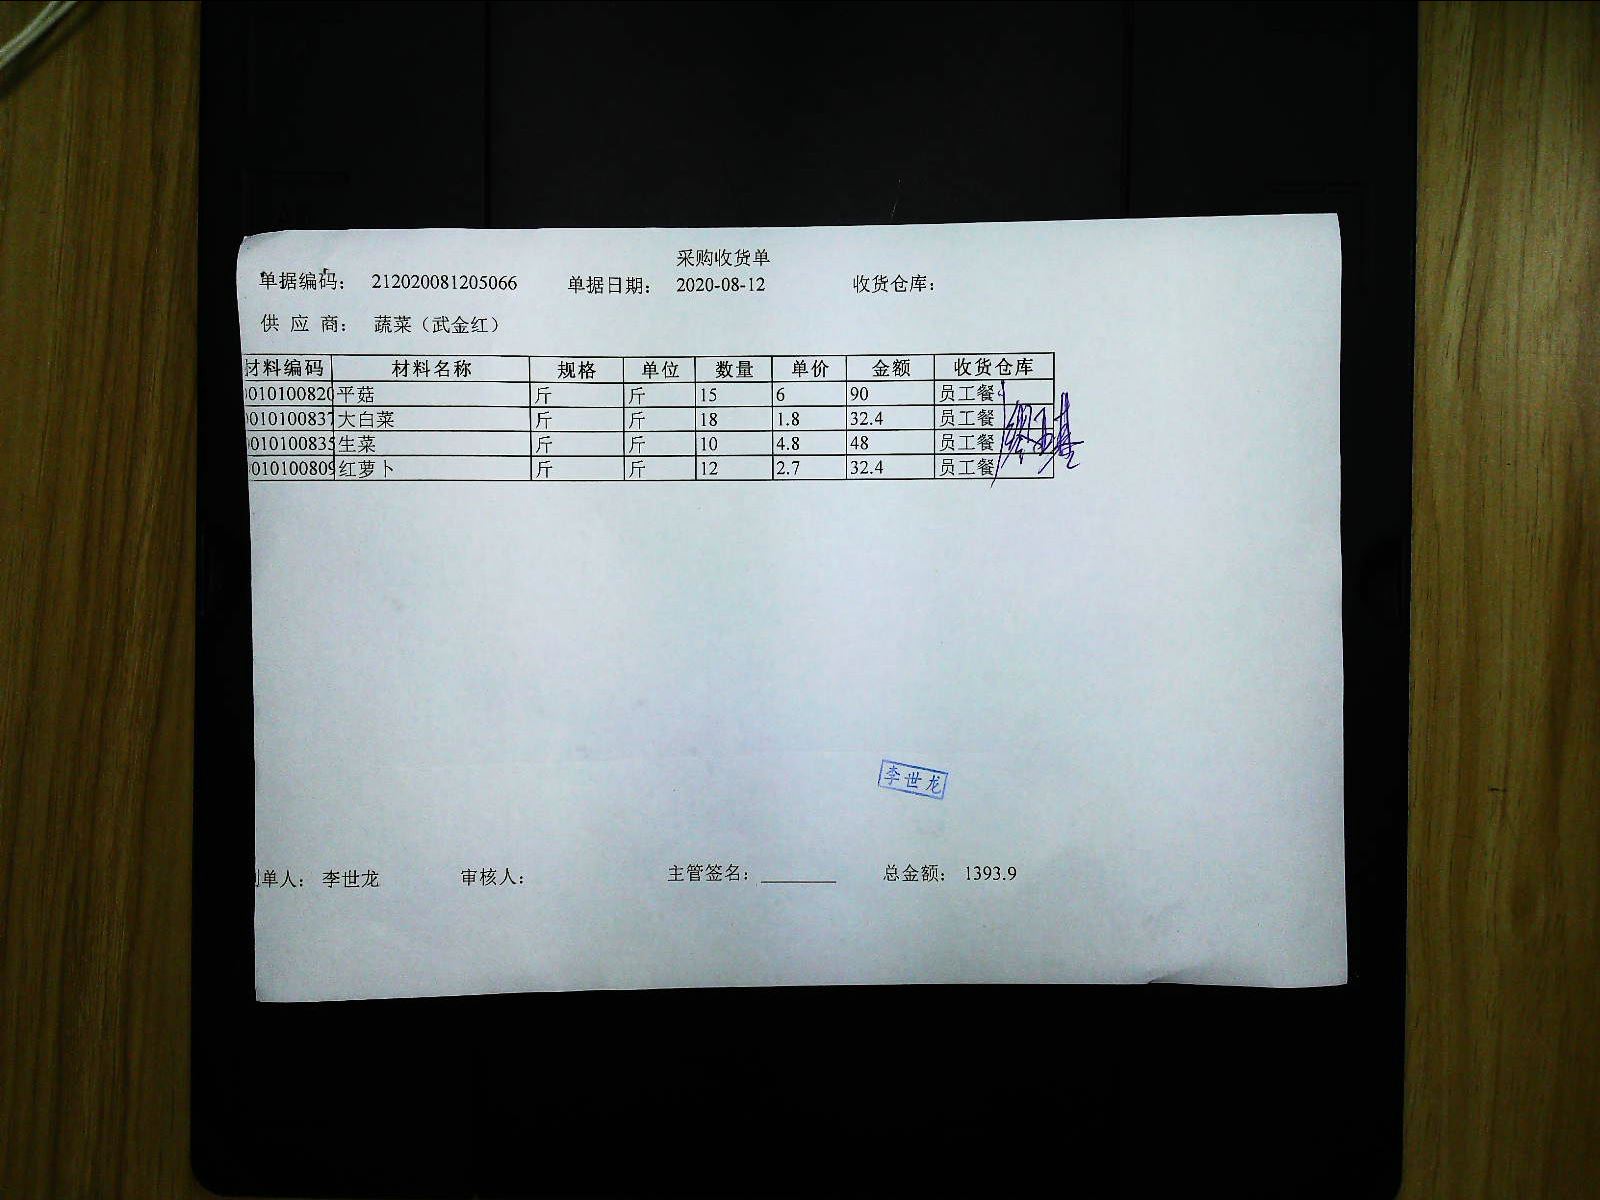 采购收货单
单据编码： 212020081205066 单据日期： 2020-08-12 收货仓库：
供 应 商： 蔬菜（武金红）
材料编码 材料名称 规格 单位 数量 单价 金额 收货仓库
010100820 平菇 斤 斤 15 6 90 员工餐
010100837 大白菜 斤 斤 18 1.8 32.4 员工餐
010100835 生菜 斤 斤 10 4.8 48 员工餐
010100809 红萝卜 斤 斤 12 2.7 32.4 员工餐
李世龙
制单人： 李世龙 审核人： 主管签名：________ 总金额： 1393.9